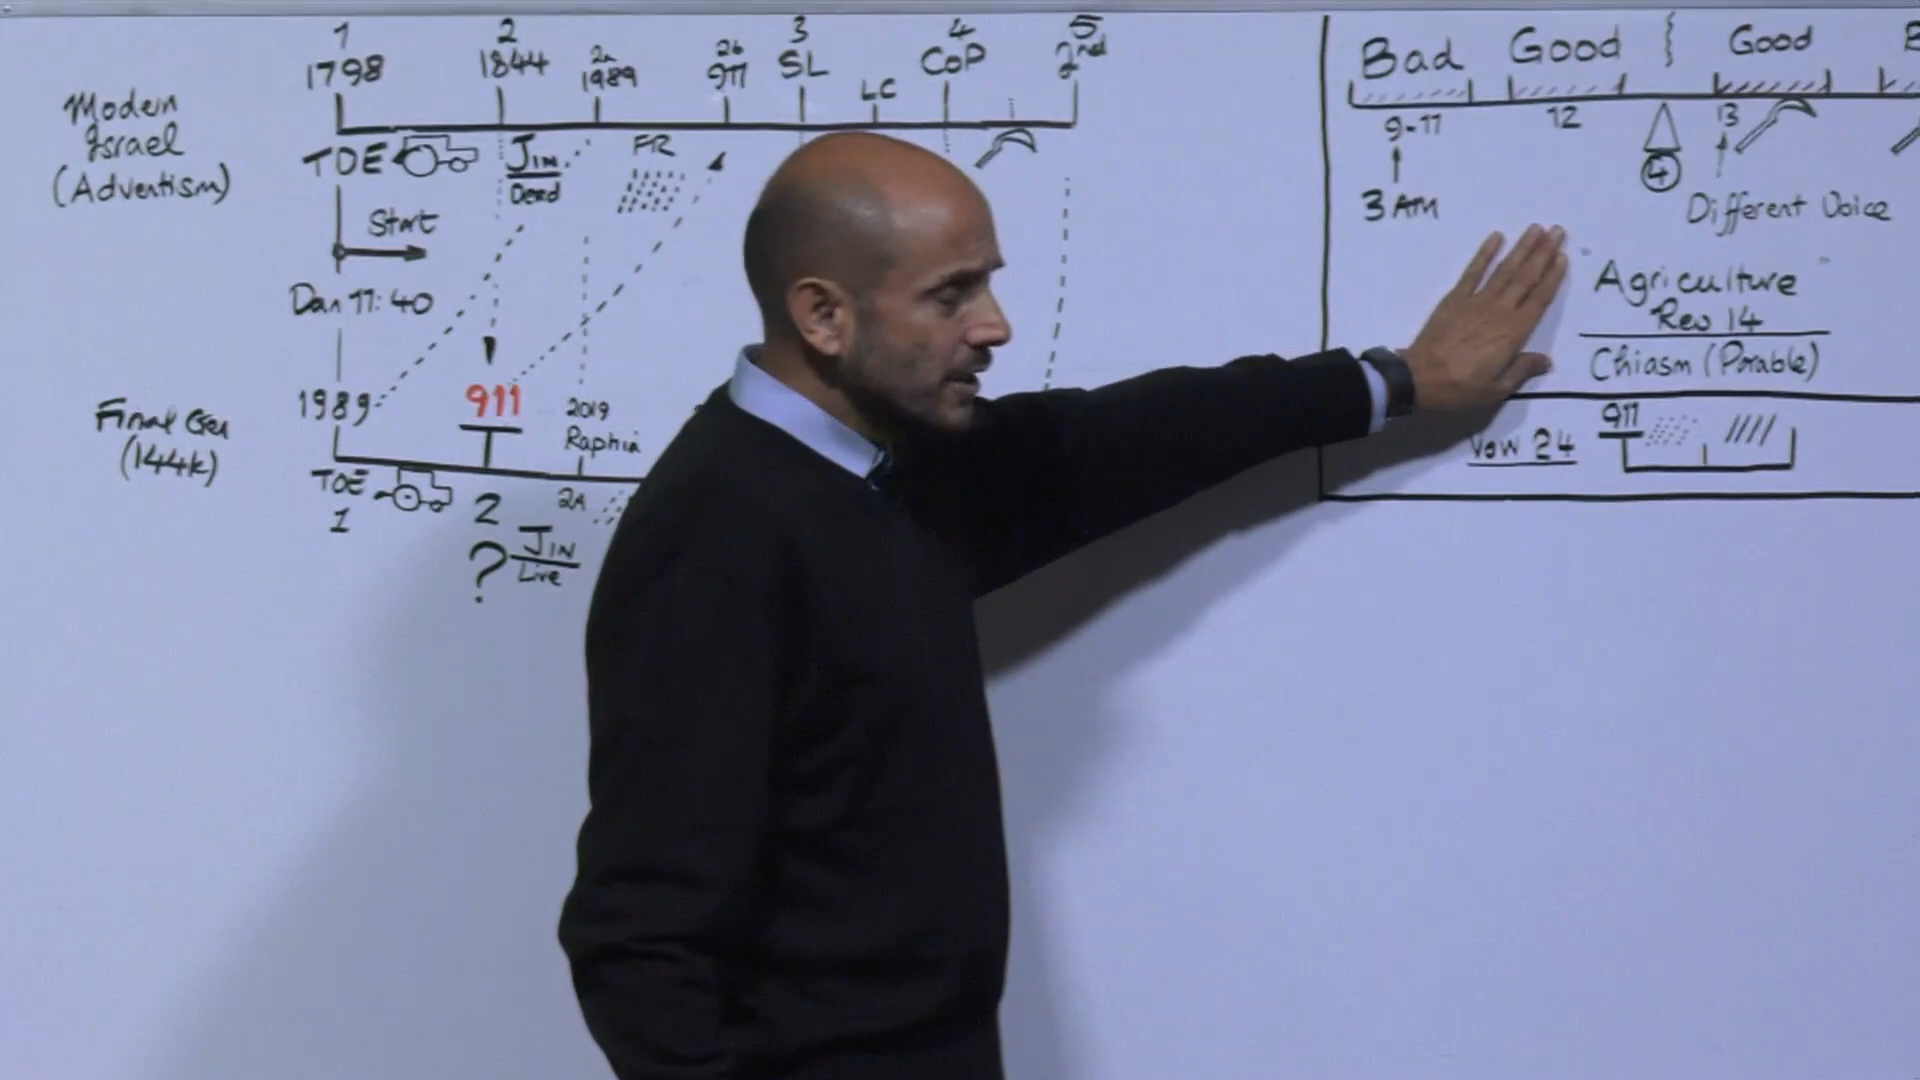 1 2 3 4 5
1798 1844 2a 1989 2b 911 SL LC CoP 2nd
Modern
Israel
(Adventism)
TOE JIN FR
Dead
Start
Dan 11:40
1989 911 2019
Raphia
Final Gen
(144k)
TOE 2 2A
1
? JIN
Live
Bad Good Good
9-11 12 13
3 AM 4 Different Voice
Agriculture
Rev 14
Chiasm (Parable)
911
Vow 24